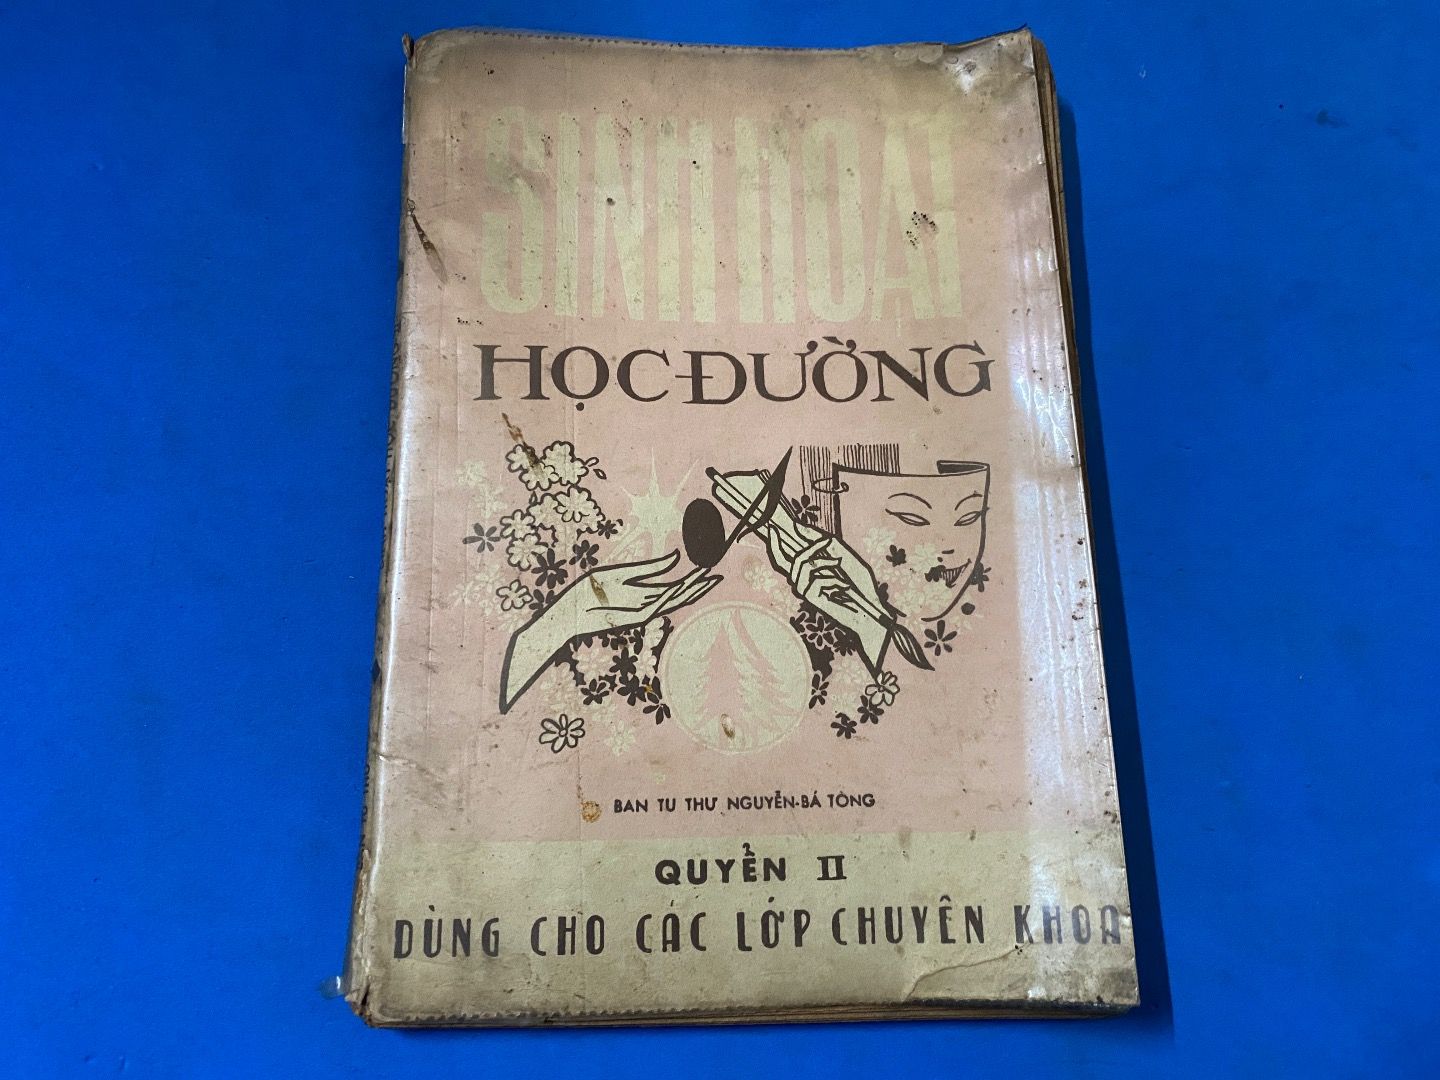 SINH HOẠT
HỌC-ĐƯỜNG
BAN TU THƯ NGUYỄN-BÁ TÒNG
QUYỂN II
DÙNG CHO CÁC LỚP CHUYÊN KHOA